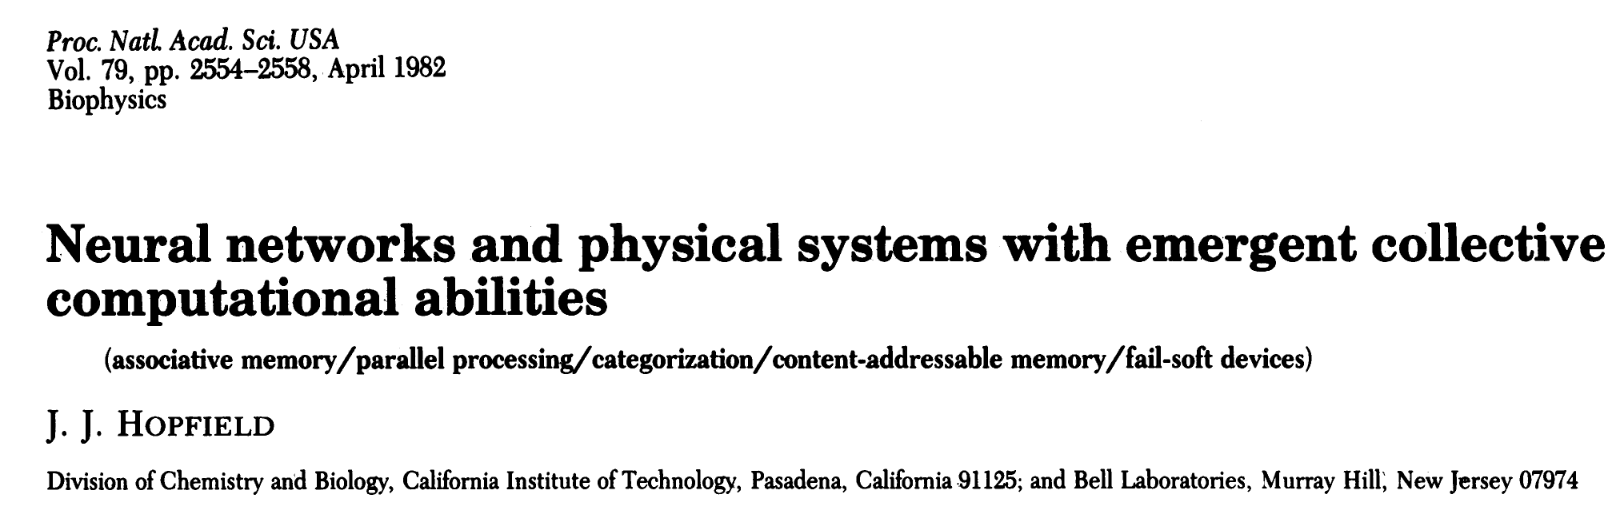 Proc. Natl. Acad. Sci. USA
Vol. 79, pp. 2554–2558, April 1982
Biophysics
Neural networks and physical systems with emergent collective
computational abilities
(associative memory/parallel processing/categorization/content-addressable memory/fail-soft devices)
J. J. HOPFIELD
Division of Chemistry and Biology, California Institute of Technology, Pasadena, California 91125; and Bell Laboratories, Murray Hill, New Jersey 07974